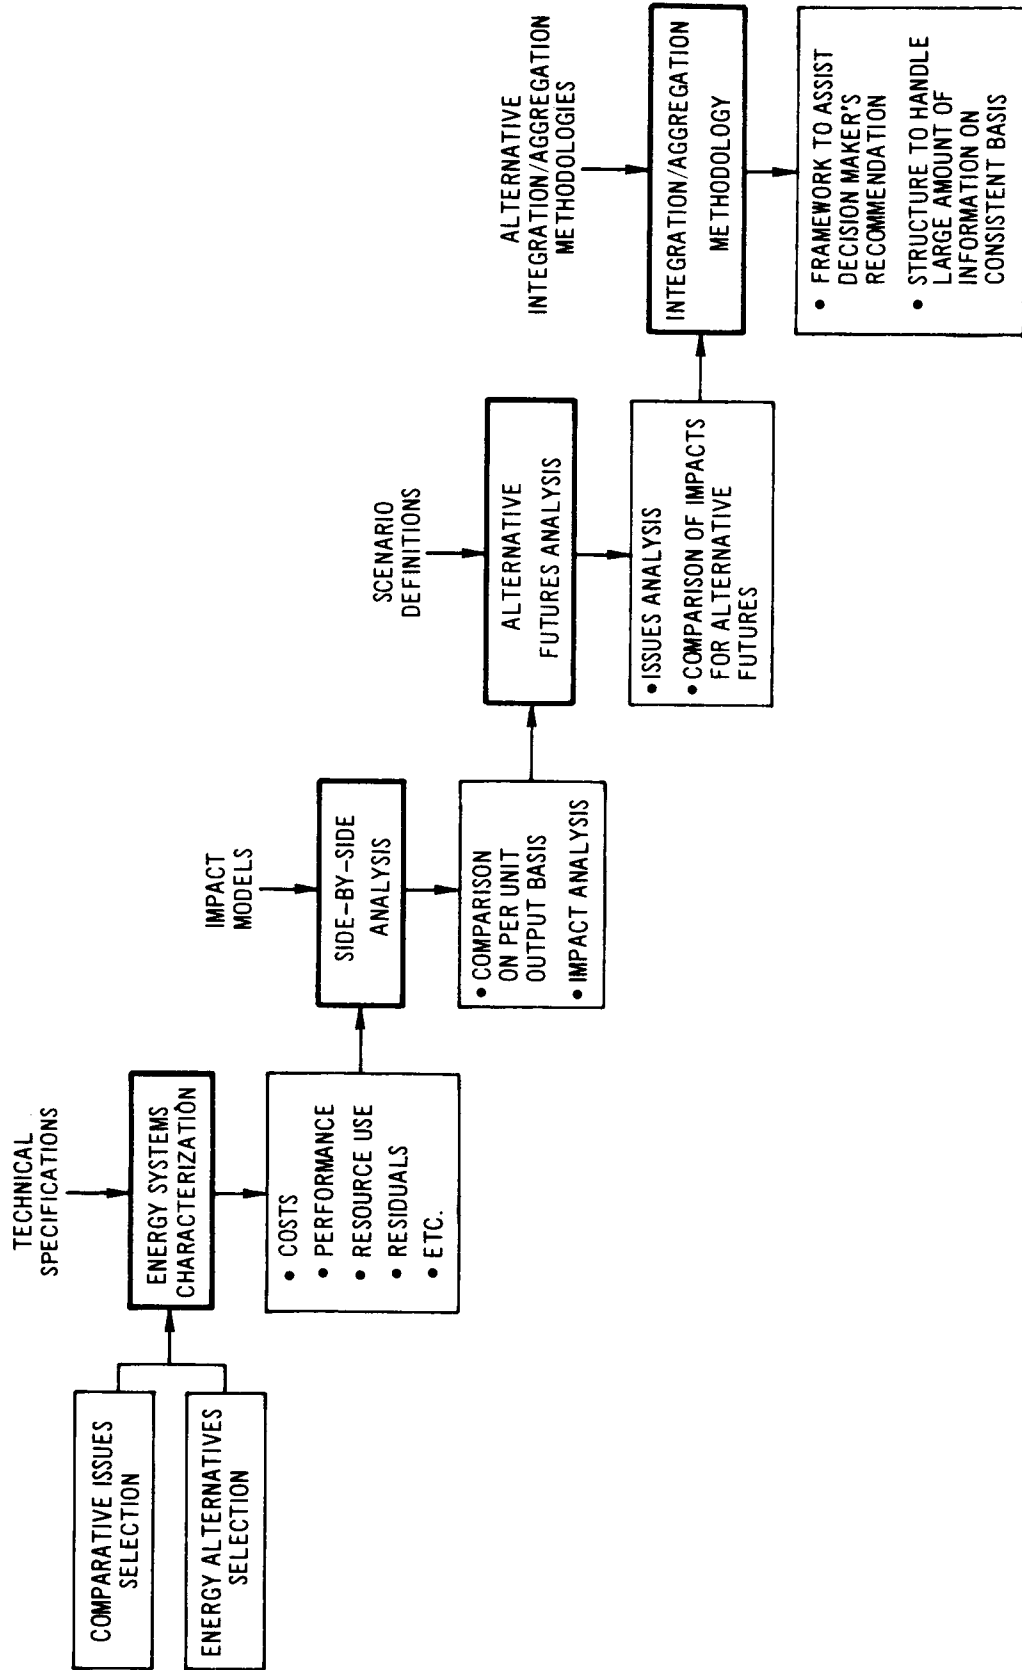 COMPARATIVE ISSUES
SELECTION
ENERGY ALTERNATIVES
SELECTION
TECHNICAL
SPECIFICATIONS
ENERGY SYSTEMS
CHARACTERIZATION
• COSTS
• PERFORMANCE
• RESOURCE USE
• RESIDUALS
• ETC.
IMPACT
MODELS
SIDE-BY-SIDE
ANALYSIS
• COMPARISON
ON PER UNIT
OUTPUT BASIS
• IMPACT ANALYSIS
SCENARIO
DEFINITIONS
ALTERNATIVE
FUTURES ANALYSIS
• ISSUES ANALYSIS
• COMPARISON OF IMPACTS
FOR ALTERNATIVE
FUTURES
ALTERNATIVE
INTEGRATION/AGGREGATION
METHODOLOGIES
INTEGRATION/AGGREGATION
METHODOLOGY
• FRAMEWORK TO ASSIST
DECISION MAKER'S
RECOMMENDATION
• STRUCTURE TO HANDLE
LARGE AMOUNT OF
INFORMATION ON
CONSISTENT BASIS